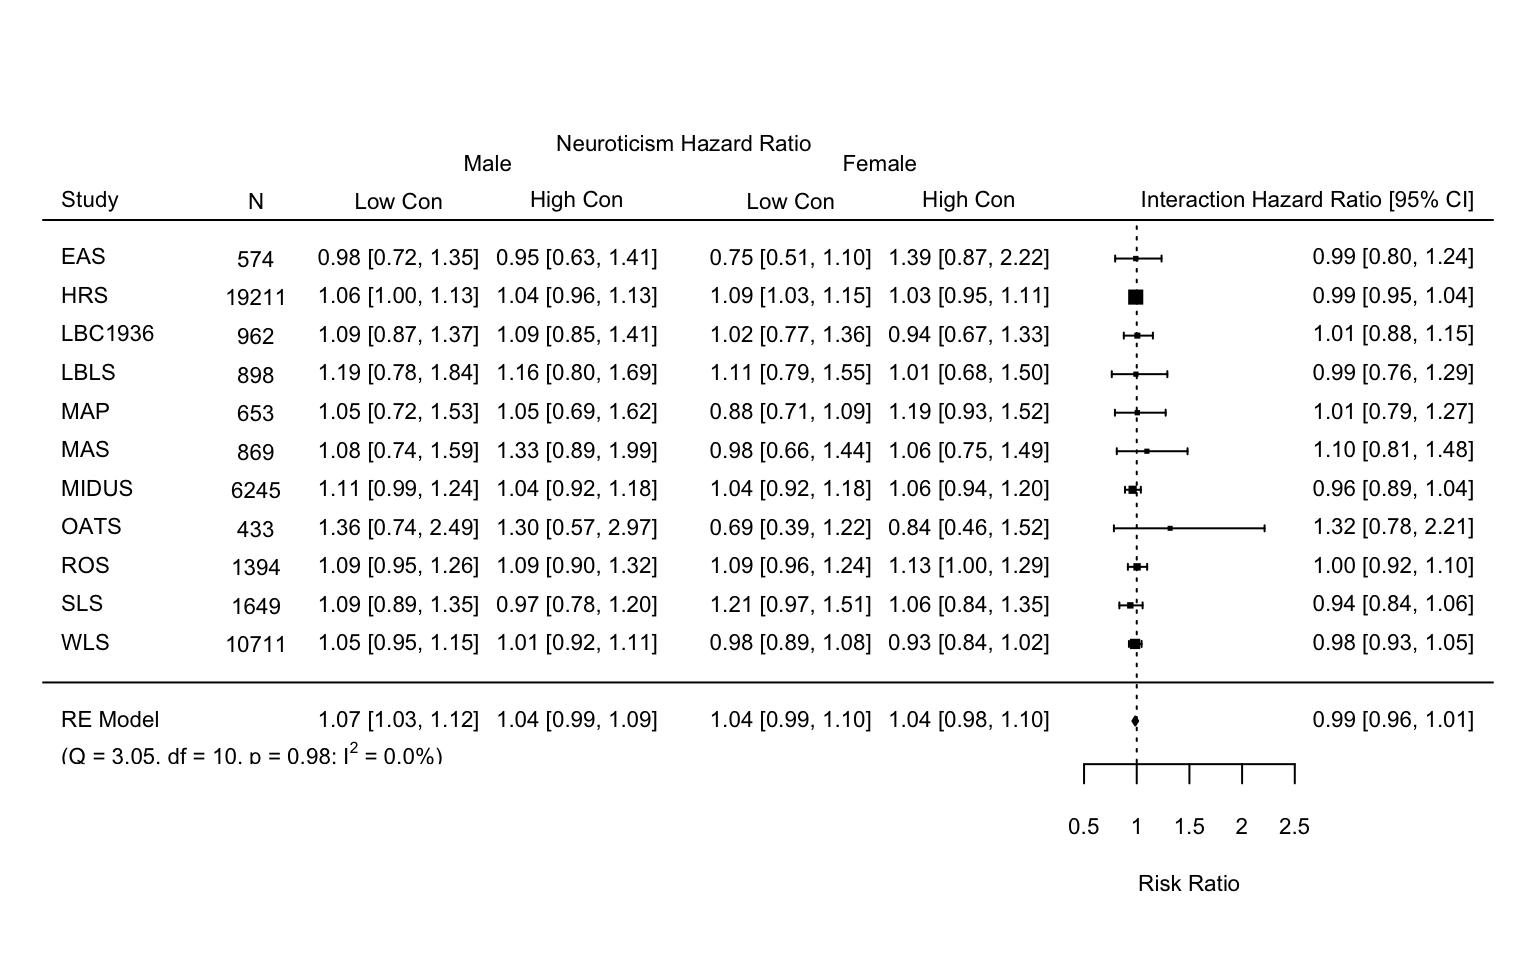 Neuroticism Hazard Ratio
Male Female
Study N Low Con High Con Low Con High Con Interaction Hazard Ratio [95% CI]
EAS 574 0.98 [0.72, 1.35] 0.95 [0.63, 1.41] 0.75 [0.51, 1.10] 1.39 [0.87, 2.22] 0.99 [0.80, 1.24]
HRS 19211 1.06 [1.00, 1.13] 1.04 [0.96, 1.13] 1.09 [1.03, 1.15] 1.03 [0.95, 1.11] 0.99 [0.95, 1.04]
LBC1936 962 1.09 [0.87, 1.37] 1.09 [0.85, 1.41] 1.02 [0.77, 1.36] 0.94 [0.67, 1.33] 1.01 [0.88, 1.15]
LBLS 898 1.19 [0.78, 1.84] 1.16 [0.80, 1.69] 1.11 [0.79, 1.55] 1.01 [0.68, 1.50] 0.99 [0.76, 1.29]
MAP 653 1.05 [0.72, 1.53] 1.05 [0.69, 1.62] 0.88 [0.71, 1.09] 1.19 [0.93, 1.52] 1.01 [0.79, 1.27]
MAS 869 1.08 [0.74, 1.59] 1.33 [0.89, 1.99] 0.98 [0.66, 1.44] 1.06 [0.75, 1.49] 1.10 [0.81, 1.48]
MIDUS 6245 1.11 [0.99, 1.24] 1.04 [0.92, 1.18] 1.04 [0.92, 1.18] 1.06 [0.94, 1.20] 0.96 [0.89, 1.04]
OATS 433 1.36 [0.74, 2.49] 1.30 [0.57, 2.97] 0.69 [0.39, 1.22] 0.84 [0.46, 1.52] 1.32 [0.78, 2.21]
ROS 1394 1.09 [0.95, 1.26] 1.09 [0.90, 1.32] 1.09 [0.96, 1.24] 1.13 [1.00, 1.29] 1.00 [0.92, 1.10]
SLS 1649 1.09 [0.89, 1.35] 0.97 [0.78, 1.20] 1.21 [0.97, 1.51] 1.06 [0.84, 1.35] 0.94 [0.84, 1.06]
WLS 10711 1.05 [0.95, 1.15] 1.01 [0.92, 1.11] 0.98 [0.89, 1.08] 0.93 [0.84, 1.02] 0.98 [0.93, 1.05]
RE Model 1.07 [1.03, 1.12] 1.04 [0.99, 1.09] 1.04 [0.99, 1.10] 1.04 [0.98, 1.10] 0.99 [0.96, 1.01]
(Q = 3.05, df = 10, p = 0.98; I² = 0.0%)
0.5 1 1.5 2 2.5
Risk Ratio